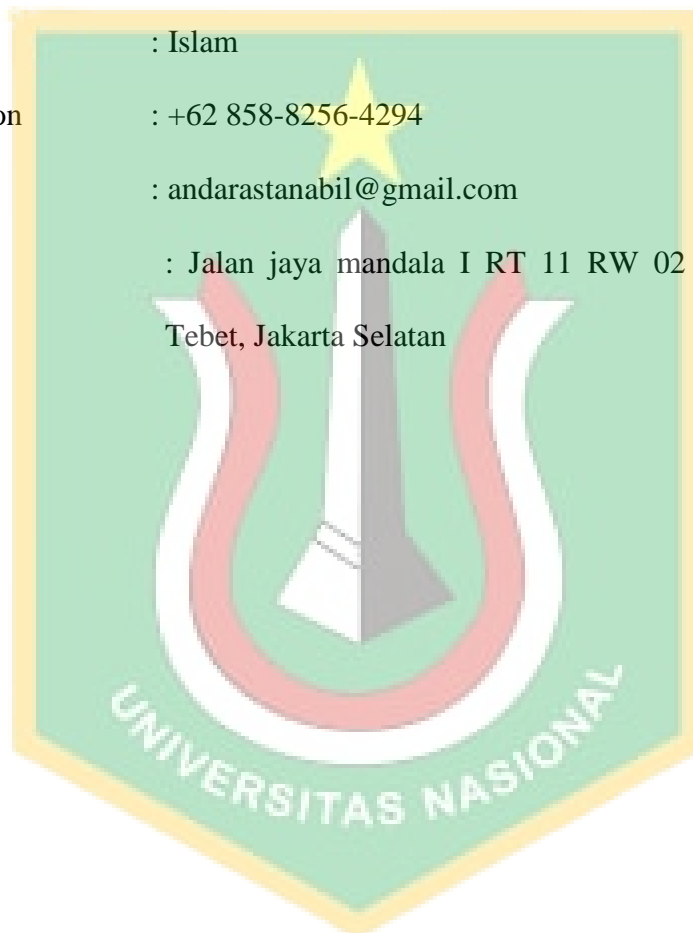 : Islam
on : +62 858-8256-4294
: andarastanabil@gmail.com
: Jalan jaya mandala I RT 11 RW 02
Tebet, Jakarta Selatan
UNIVERSITAS NASIONAL